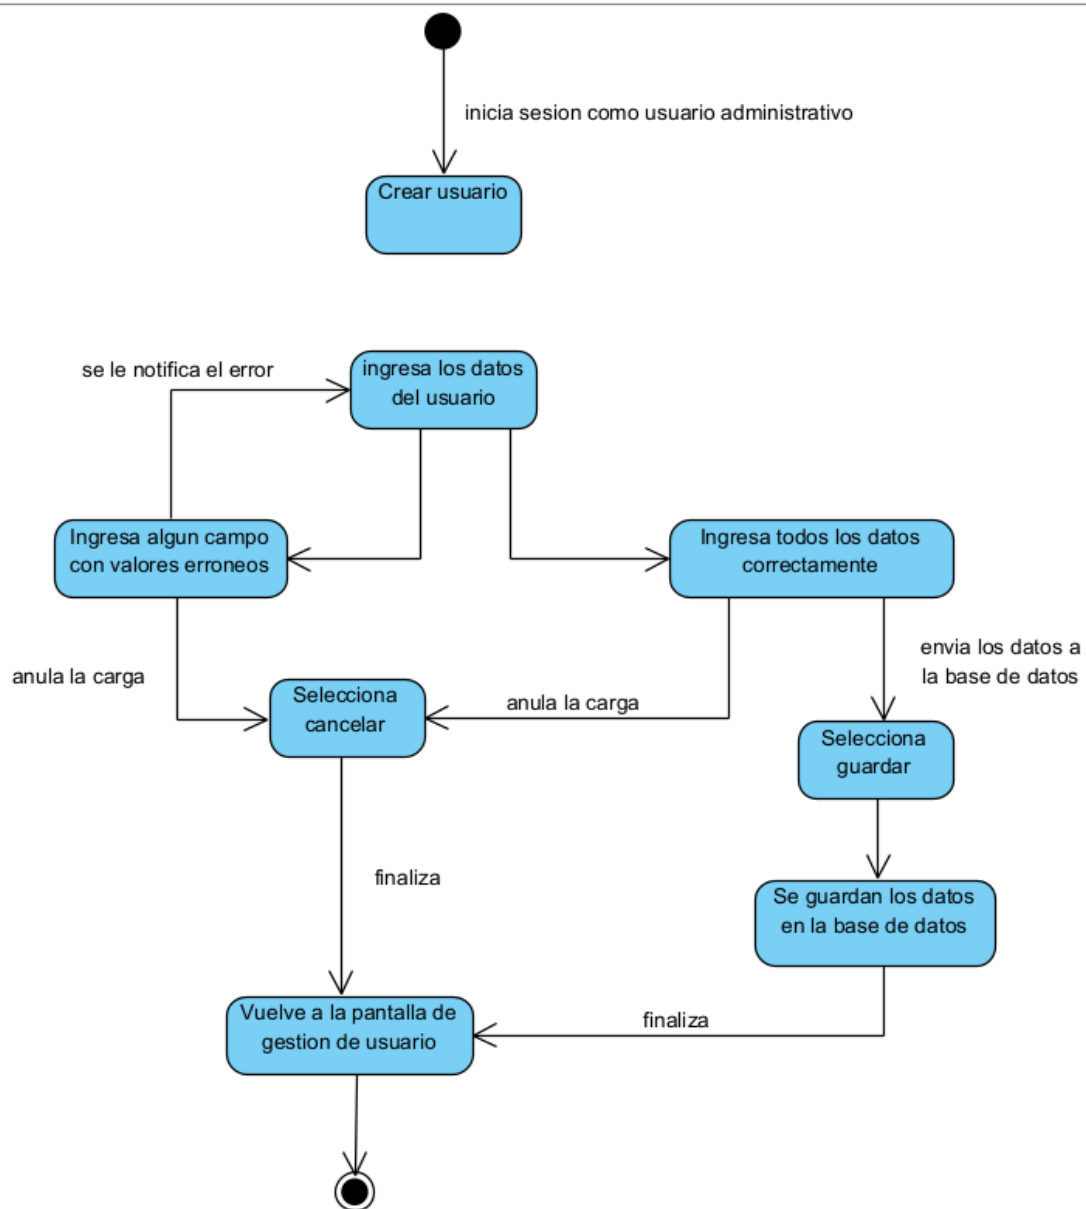 inicia sesion como usuario administrativo
Crear usuario
se le notifica el error
ingresa los datos
del usuario
Ingresa algun campo
con valores erroneos
Ingresa todos los datos
correctamente
anula la carga
Selecciona
cancelar
anula la carga
envia los datos a
la base de datos
Selecciona
guardar
finaliza
Se guardan los datos
en la base de datos
Vuelve a la pantalla de
gestion de usuario
finaliza